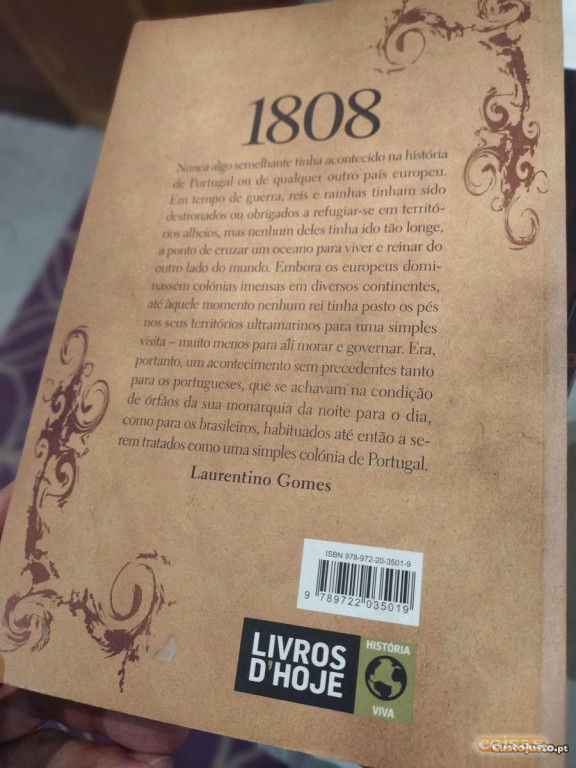 1808
Nunca algo semelhante tinha acontecido na história
de Portugal ou de qualquer outro país europeu.
Em tempo de guerra, reis e rainhas tinham sido
destronados ou obrigados a refugiar-se em territó-
rios alheios, mas nenhum deles tinha ido tão longe,
a ponto de cruzar um oceano para viver e reinar do
outro lado do mundo. Embora os europeus domi-
nassem colónias imensas em diversos continentes,
até àquele momento nenhum rei tinha posto os pés
nos seus territórios ultramarinos para uma simples
visita – muito menos para ali morar e governar. Era,
portanto, um acontecimento sem precedentes tanto
para os portugueses, que se achavam na condição
de órfãos da sua monarquia da noite para o dia,
como para os brasileiros, habituados até então a se-
rem tratados como uma simples colónia de Portugal.
Laurentino Gomes
ISBN 978-972-20-3501-9
9 789722 035019
LIVROS
D'HOJE
HISTÓRIA
VIVA
coisas
CustoJusto.pt